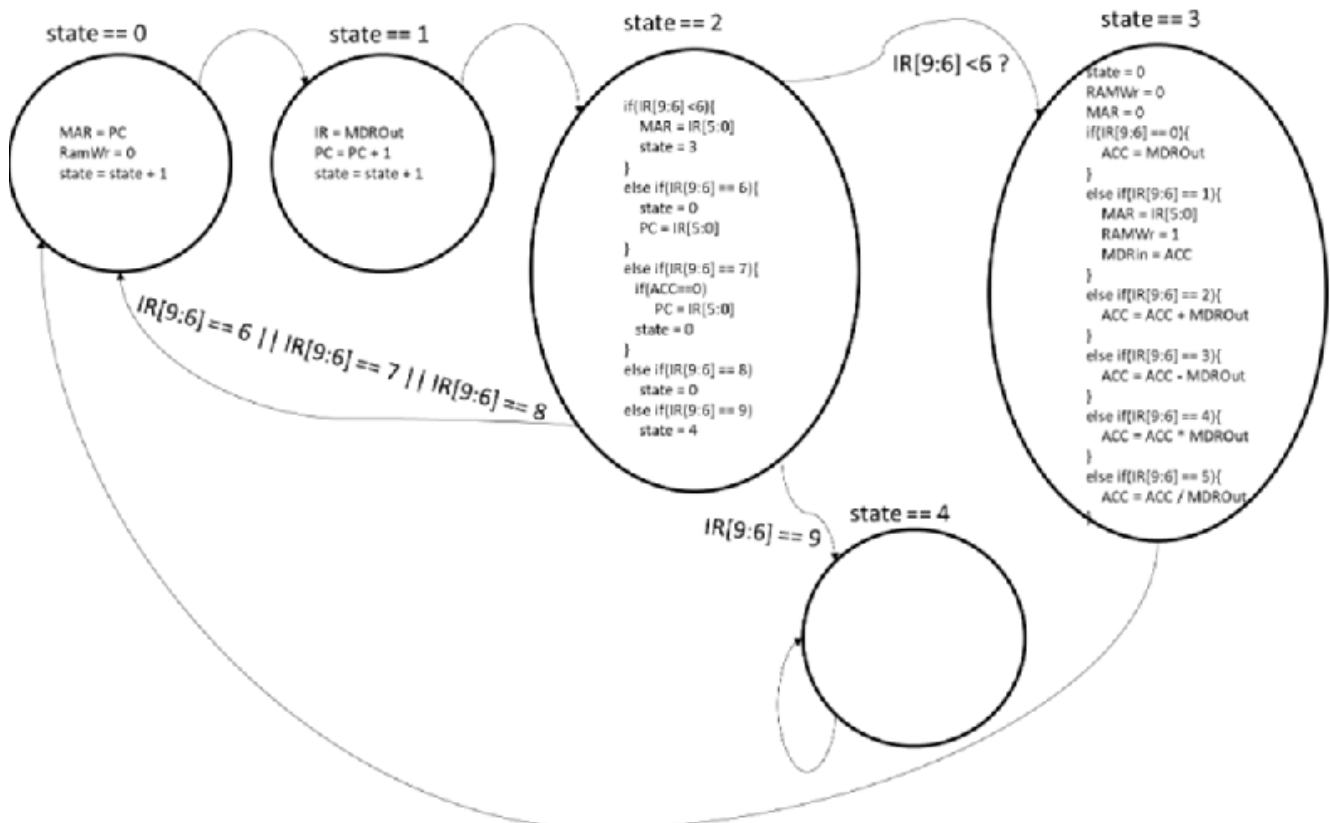 state == 0
MAR = PC
RamWr = 0
state = state + 1
state == 1
IR = MDROut
PC = PC + 1
state = state + 1
state == 2
if(IR[9:6] <6){
MAR = IR[5:0]
state = 3
}
else if(IR[9:6] == 6){
state = 0
PC = IR[5:0]
}
else if(IR[9:6] == 7){
if(ACC==0)
PC = IR[5:0]
state = 0
}
else if(IR[9:6] == 8)
state = 0
else if(IR[9:6] == 9)
state = 4
IR[9:6] <6 ?
state == 3
state = 0
RAMWr = 0
MAR = 0
if(IR[9:6] == 0){
ACC = MDROut
}
else if(IR[9:6] == 1){
MAR = IR[5:0]
RAMWr = 1
MDRin = ACC
}
else if(IR[9:6] == 2){
ACC = ACC + MDROut
}
else if(IR[9:6] == 3){
ACC = ACC - MDROut
}
else if(IR[9:6] == 4){
ACC = ACC * MDROut
}
else if(IR[9:6] == 5){
ACC = ACC / MDROut
}
IR[9:6] == 6 || IR[9:6] == 7 || IR[9:6] == 8
IR[9:6] == 9
state == 4